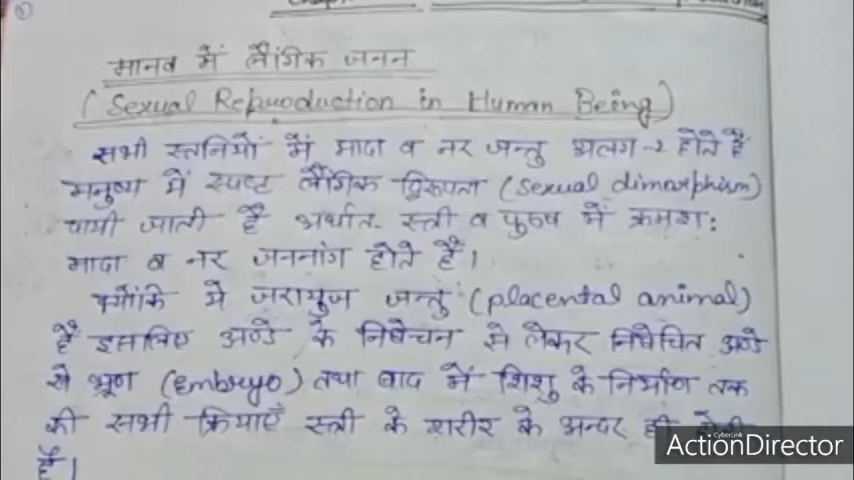 मानव में लैंगिक जनन
(Sexual Reproduction in Human Being)
सभी स्तनियों में मादा व नर जन्तु अलग-२ होते हैं
मनुष्य में स्पष्ट लैंगिक द्विरूपता (sexual dimorphism)
पायी जाती है अर्थात स्त्री व पुरुष में क्रमश:
मादा व नर जननांग होते हैं।
क्योंकि ये जरायुज जन्तु (placental animal)
है इसलिए अण्डे के निषेचन से लेकर निषेचित अण्डे
से भ्रूण (Embryo) तथा बाद में शिशु के निर्माण तक
की सभी क्रियाएँ स्त्री के शरीर के अन्दर ही
हैं।
CyberLink
ActionDirector